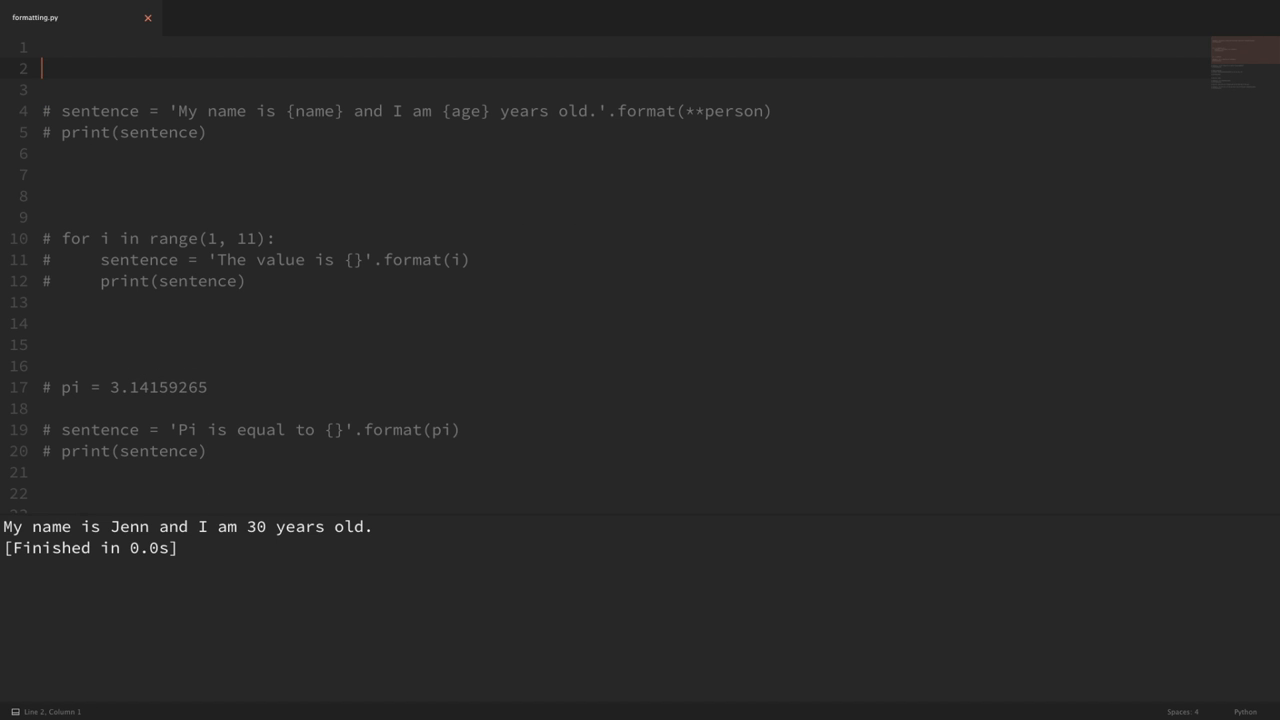 formatting.py
1
2
3
4 # sentence = 'My name is {name} and I am {age} years old.'.format(**person)
5 # print(sentence)
6
7
8
9
10 # for i in range(1, 11):
11 #     sentence = 'The value is {}'.format(i)
12 #     print(sentence)
13
14
15
16
17 # pi = 3.14159265
18
19 # sentence = 'Pi is equal to {}'.format(pi)
20 # print(sentence)
21
22
My name is Jenn and I am 30 years old.
[Finished in 0.0s]
Line 2, Column 1
Spaces: 4
Python